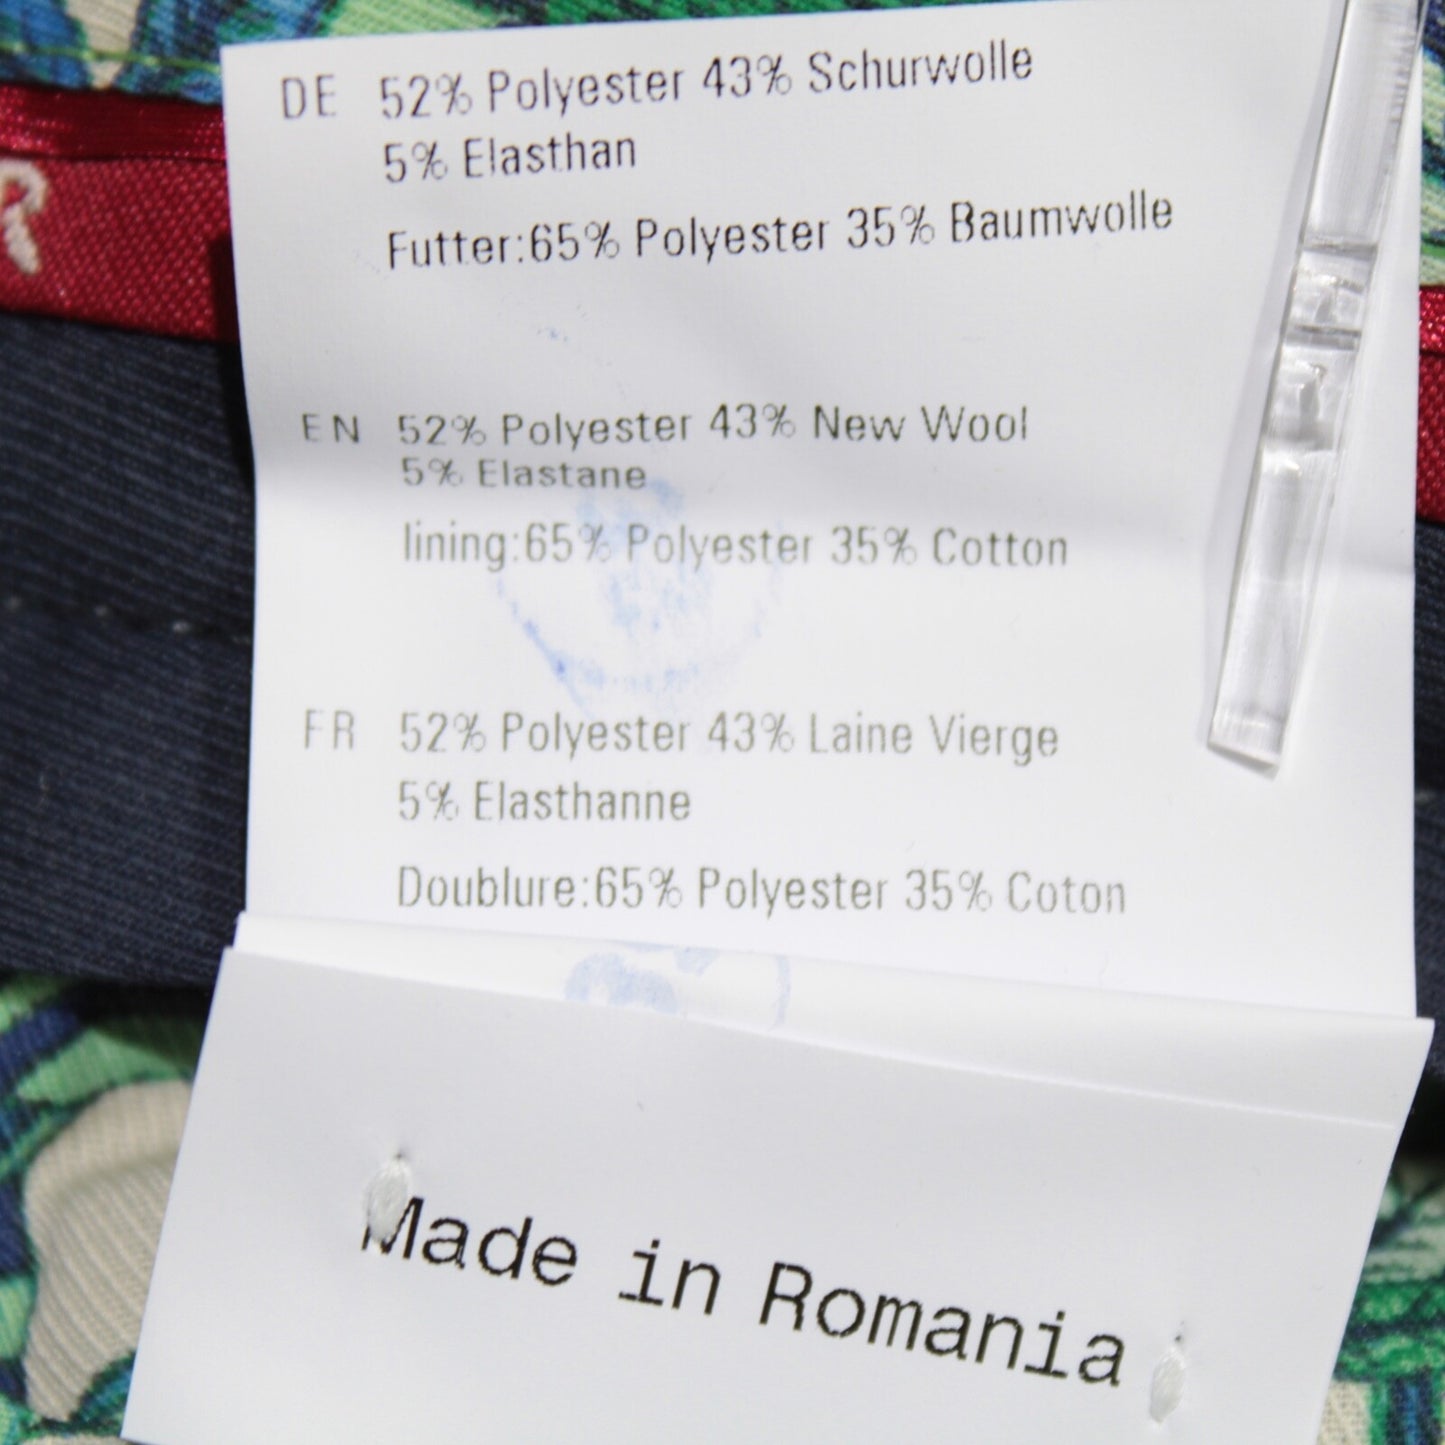 DE 52% Polyester 43% Schurwolle
5% Elasthan
Futter:65% Polyester 35% Baumwolle
EN 52% Polyester 43% New Wool
5% Elastane
lining:65% Polyester 35% Cotton
FR 52% Polyester 43% Laine Vierge
5% Elasthanne
Doublure:65% Polyester 35% Coton
Made in Romania